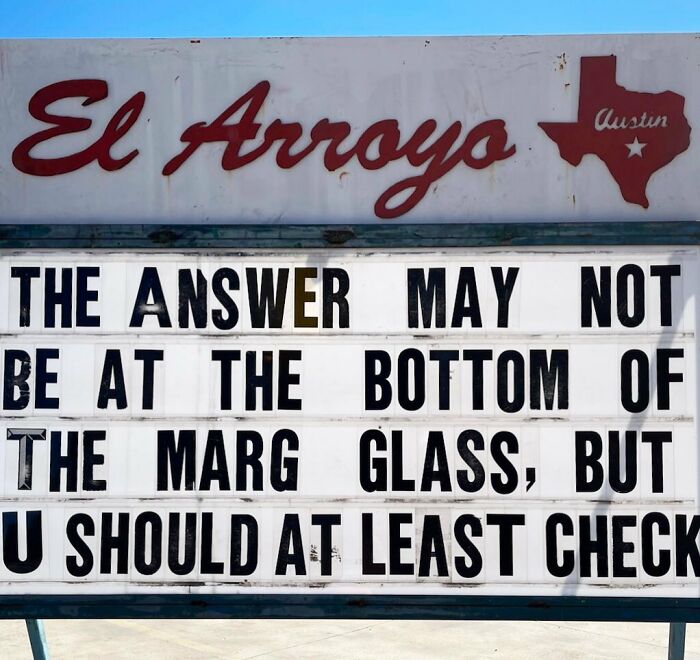 El Arroyo
Austin
THE ANSWER MAY NOT
BE AT THE BOTTOM OF
THE MARG GLASS, BUT
U SHOULD AT LEAST CHECK